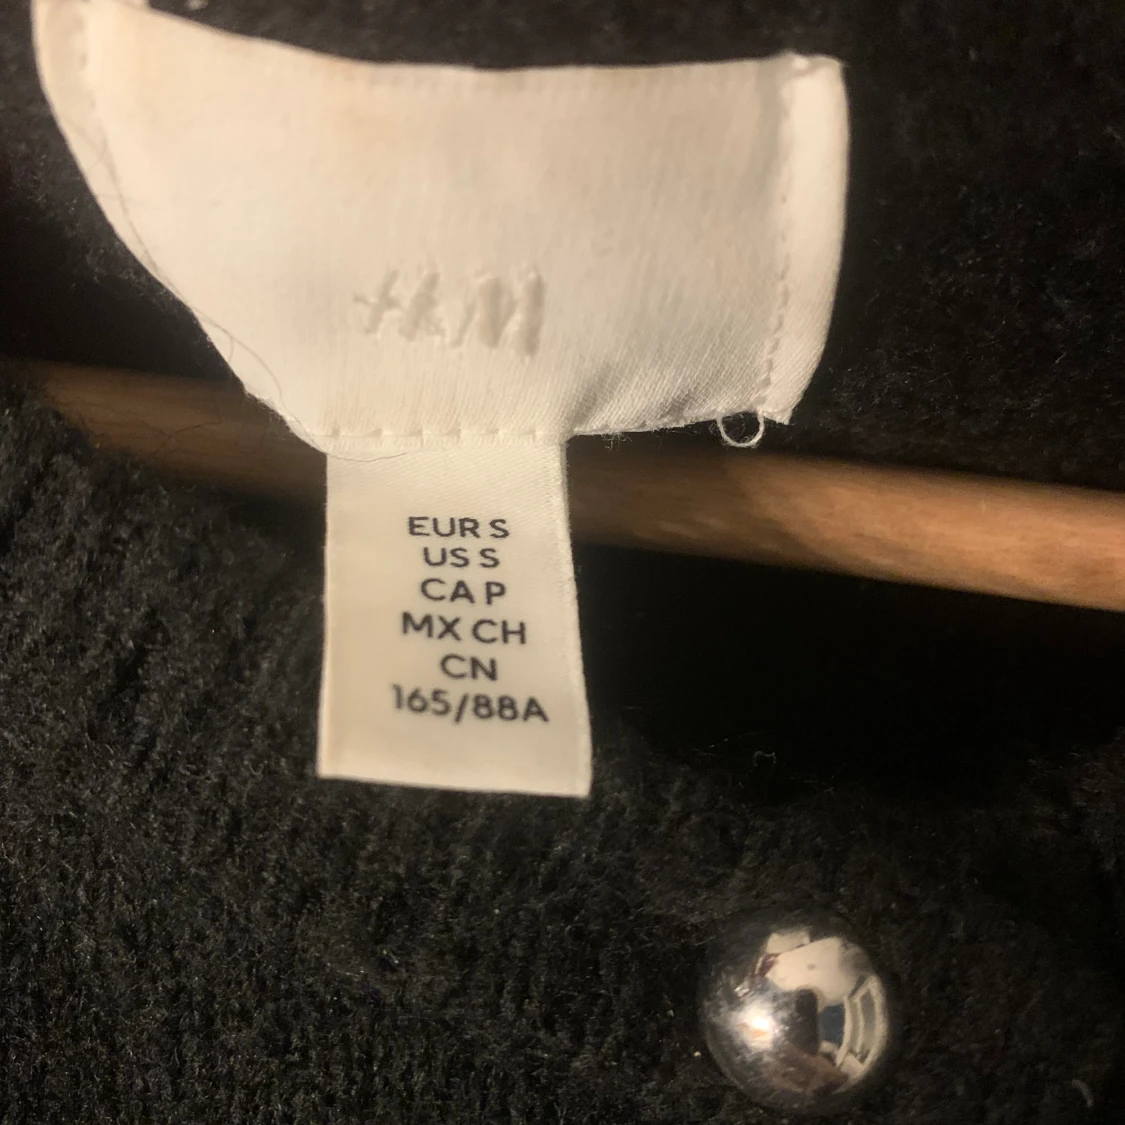 H&M
EUR S
US S
CA P
MX CH
CN
165/88A